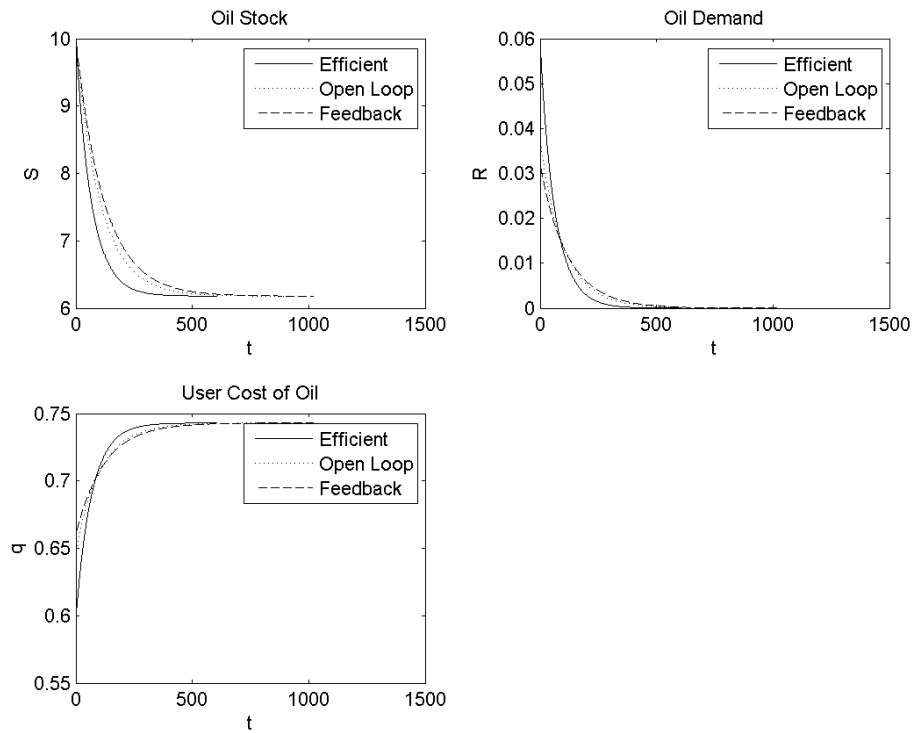 Oil Stock
10
9
8
7
6
S
0
500
1000
1500
t
Efficient
Open Loop
Feedback
Oil Demand
0.06
0.05
0.04
0.03
0.02
0.01
0
R
0
500
1000
1500
t
Efficient
Open Loop
Feedback
User Cost of Oil
0.75
0.7
0.65
0.6
0.55
q
0
500
1000
1500
t
Efficient
Open Loop
Feedback